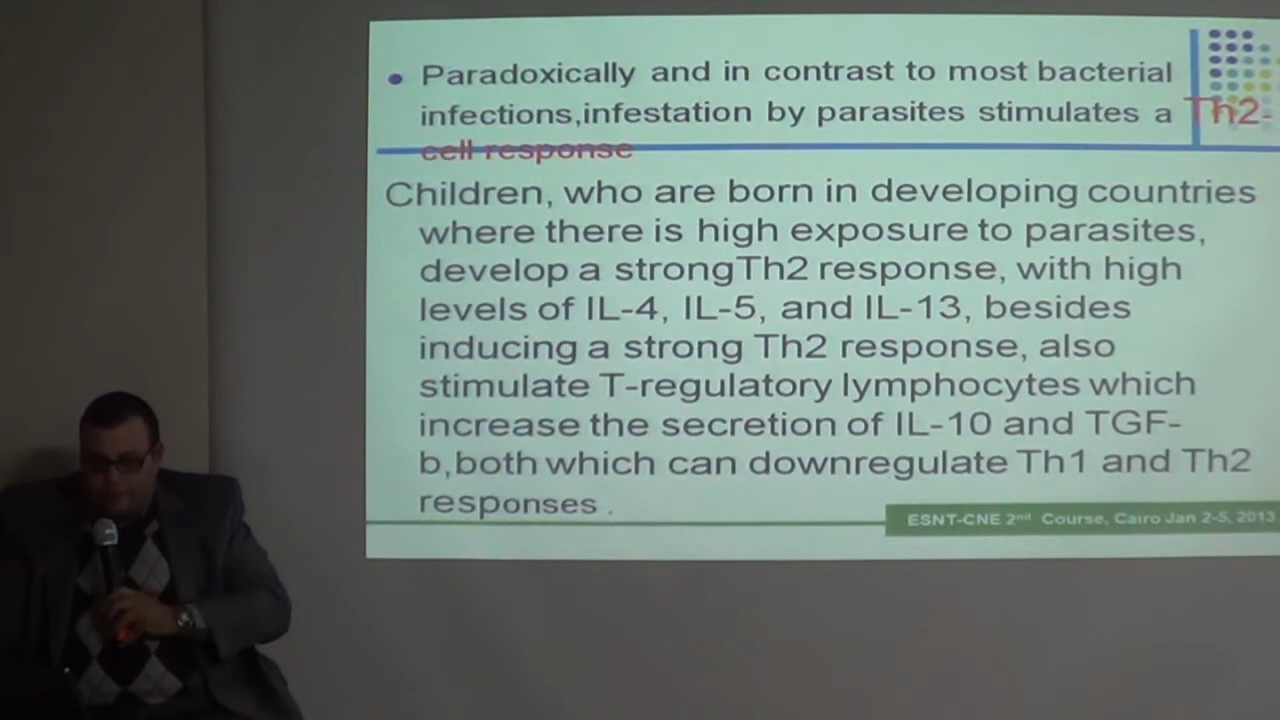 Paradoxically and in contrast to most bacterial
infections,infestation by parasites stimulates a Th2-
cell response
Children, who are born in developing countries
where there is high exposure to parasites,
develop a strongTh2 response, with high
levels of IL-4, IL-5, and IL-13, besides
inducing a strong Th2 response, also
stimulate T-regulatory lymphocytes which
increase the secretion of IL-10 and TGF-
b,both which can downregulate Th1 and Th2
responses .
ESNT-CNE 2nd Course, Cairo Jan 2-5, 2013